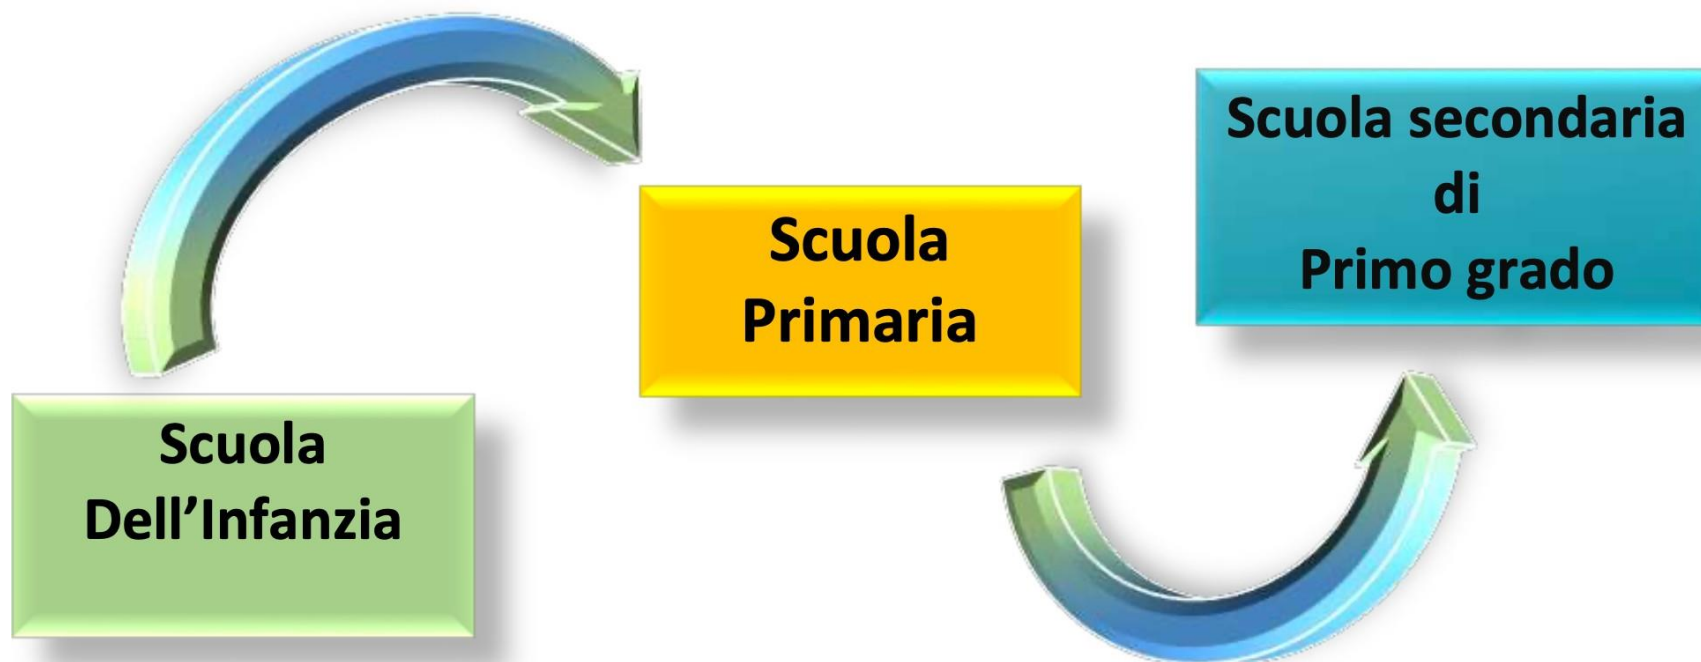 Scuola
Dell’Infanzia
Scuola
Primaria
Scuola secondaria
di
Primo grado